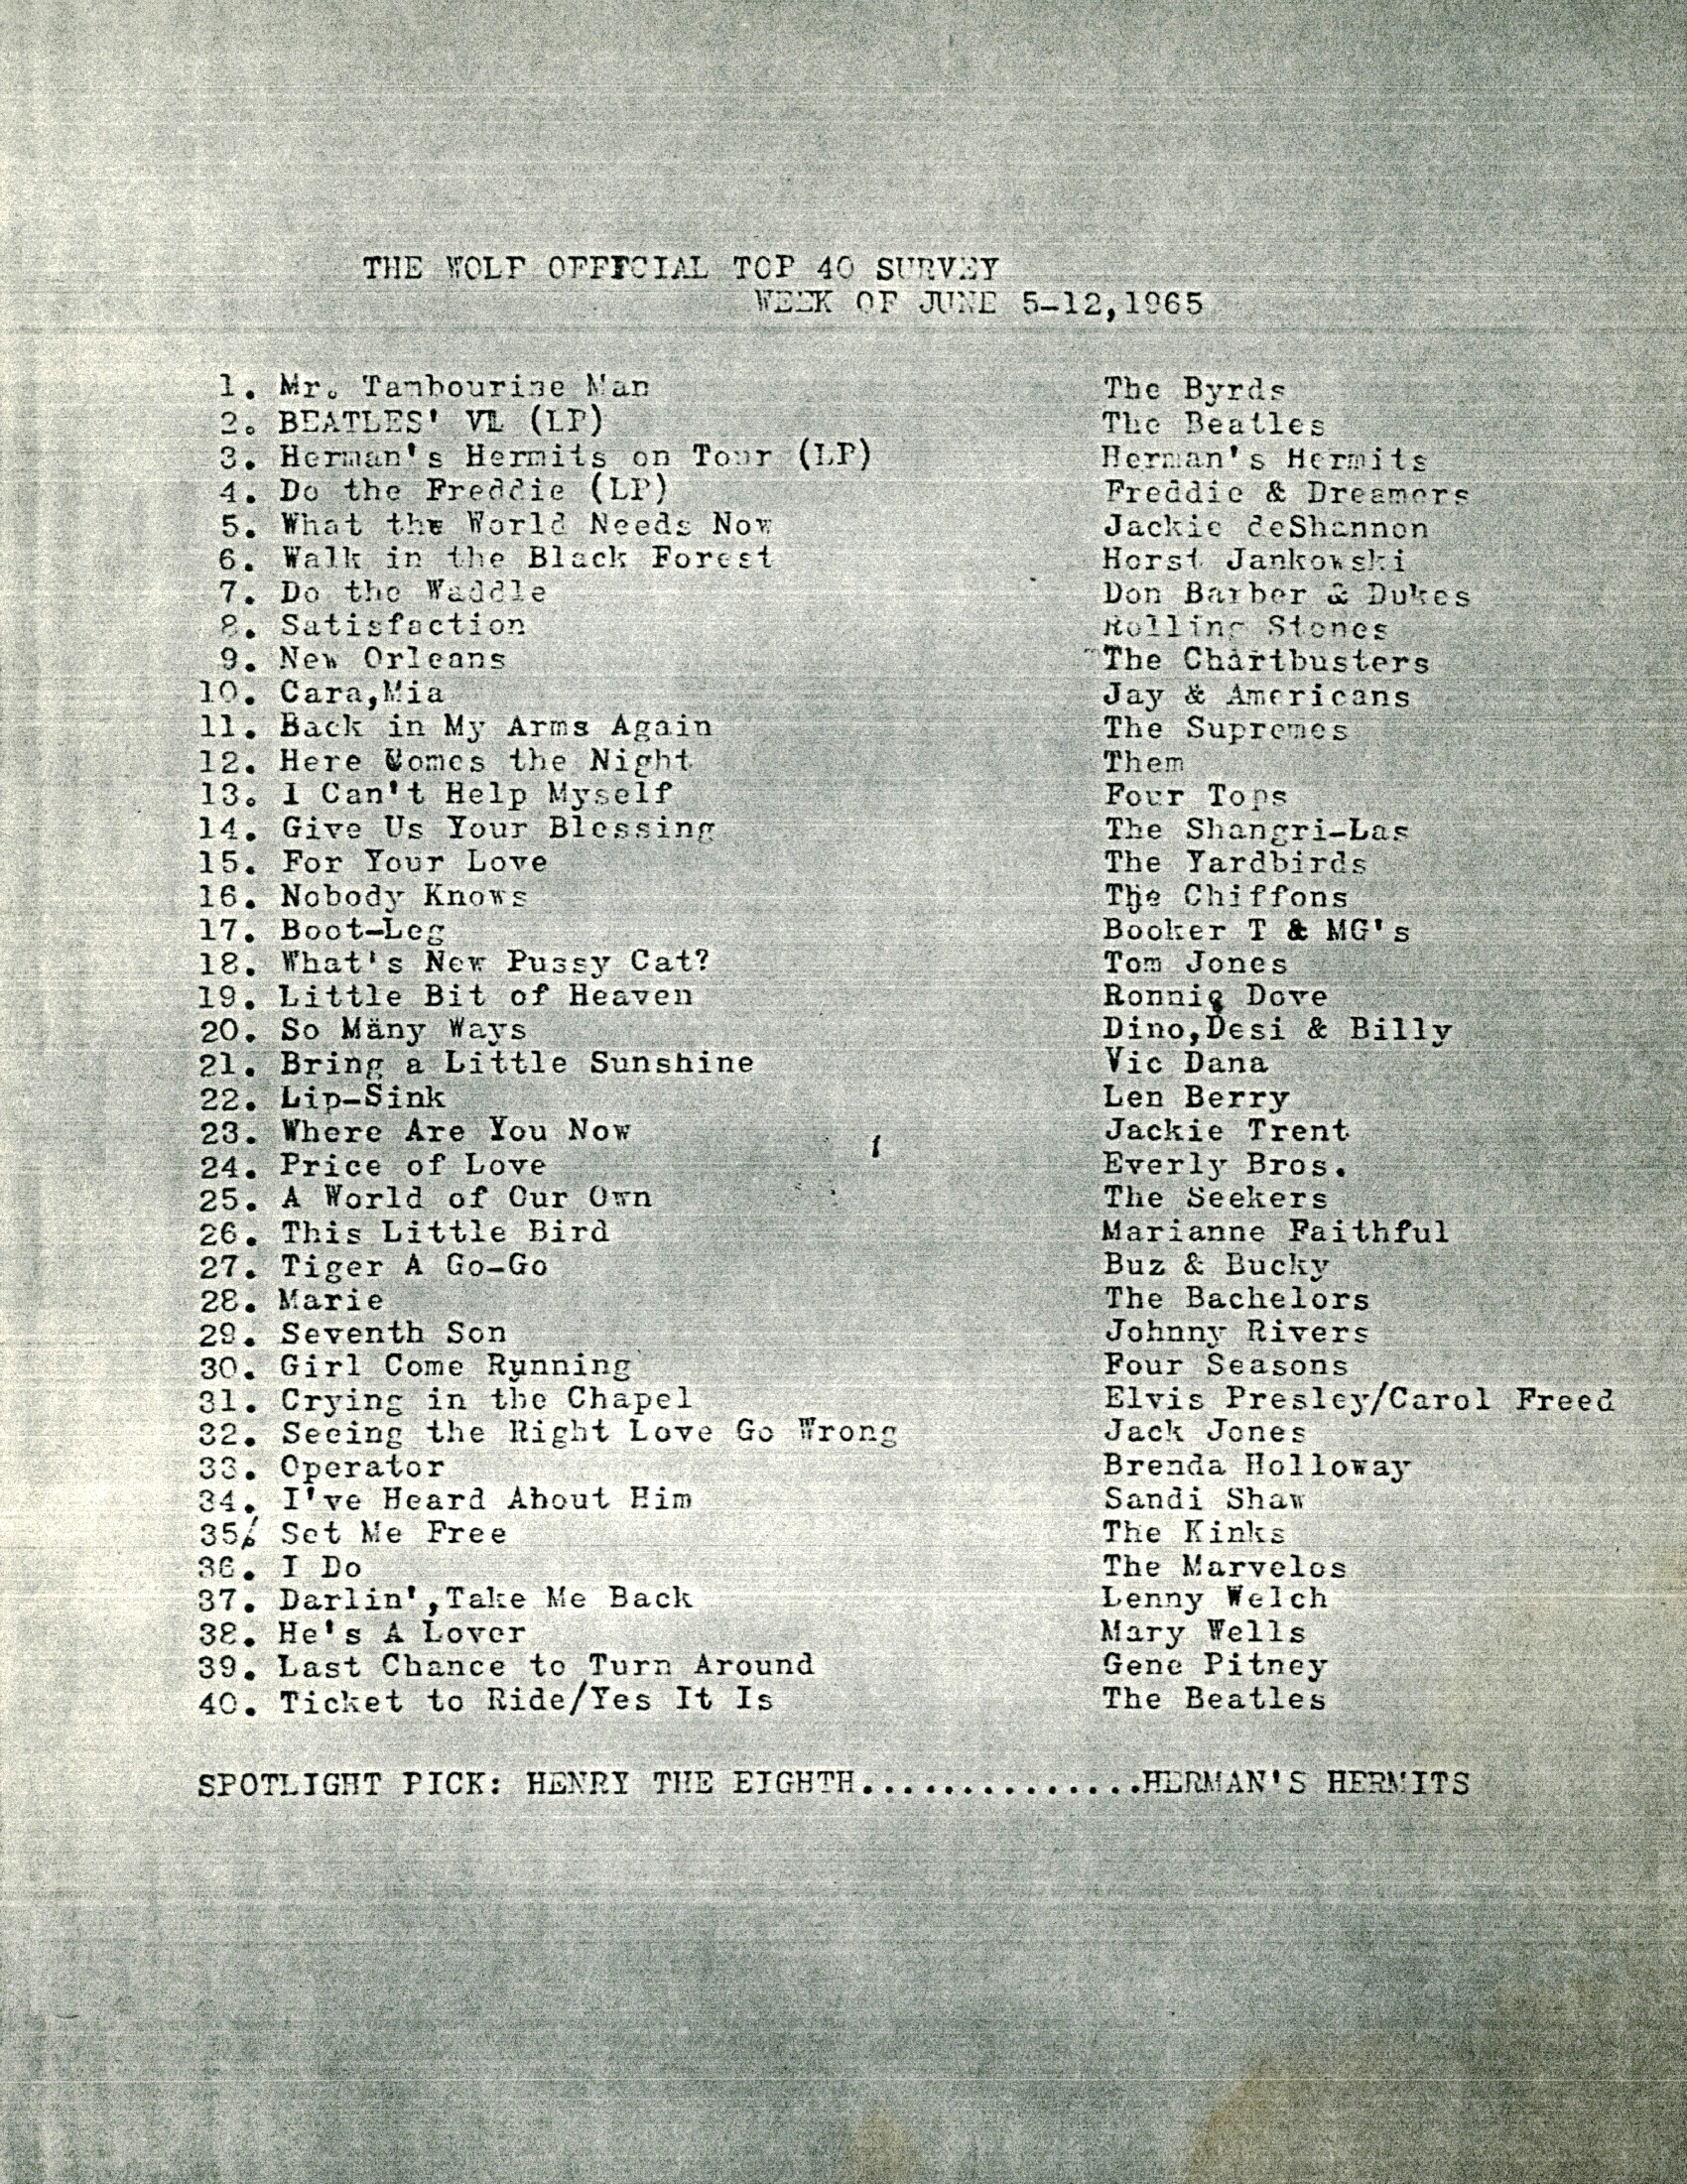 THE WOLF OFFICIAL TOP 40 SURVEY
WEEK OF JUNE 5-12,1965
1. Mr. Tambourine Man The Byrds
2. BEATLES' VI (LP) The Beatles
3. Herman's Hermits on Tour (LP) Herman's Hermits
4. Do the Freddie (LP) Freddie & Dreamers
5. What the World Needs Now Jackie deShannon
6. Walk in the Black Forest Horst Jankowski
7. Do the Waddle Don Barber & Dukes
8. Satisfaction Rolling Stones
9. New Orleans The Chartbusters
10. Cara,Mia Jay & Americans
11. Back in My Arms Again The Supremes
12. Here Comes the Night Them
13. I Can't Help Myself Four Tops
14. Give Us Your Blessing The Shangri-Las
15. For Your Love The Yardbirds
16. Nobody Knows The Chiffons
17. Boot-Leg Booker T & MG's
18. What's New Pussy Cat? Tom Jones
19. Little Bit of Heaven Ronnie Dove
20. So Many Ways Dino,Desi & Billy
21. Bring a Little Sunshine Vic Dana
22. Lip-Sink Len Berry
23. Where Are You Now Jackie Trent
24. Price of Love Everly Bros.
25. A World of Our Own The Seekers
26. This Little Bird Marianne Faithful
27. Tiger A Go-Go Buz & Bucky
28. Marie The Bachelors
29. Seventh Son Johnny Rivers
30. Girl Come Running Four Seasons
31. Crying in the Chapel Elvis Presley/Carol Freed
32. Seeing the Right Love Go Wrong Jack Jones
33. Operator Brenda Holloway
34. I've Heard About Him Sandi Shaw
35. Set Me Free The Kinks
36. I Do The Marvelos
37. Darlin',Take Me Back Lenny Welch
38. He's A Lover Mary Wells
39. Last Chance to Turn Around Gene Pitney
40. Ticket to Ride/Yes It Is The Beatles
SPOTLIGHT PICK: HENRY THE EIGHTH..............HERMAN'S HERMITS